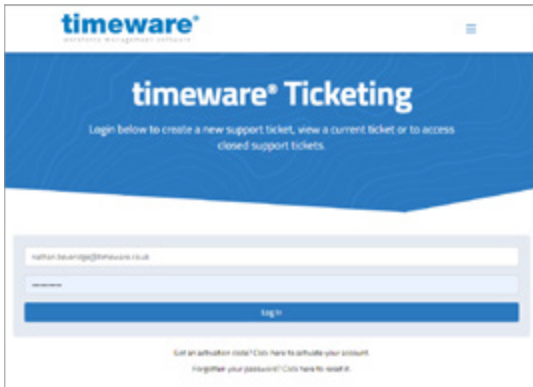 timeware®
workforce management software
timeware® Ticketing
Login below to create a new support ticket, view a current ticket or to access
closed support tickets.
nathan.beveridge@timeware.co.uk
Log In
Got an activation code? Click here to activate your account.
Forgotten your password? Click here to reset it.